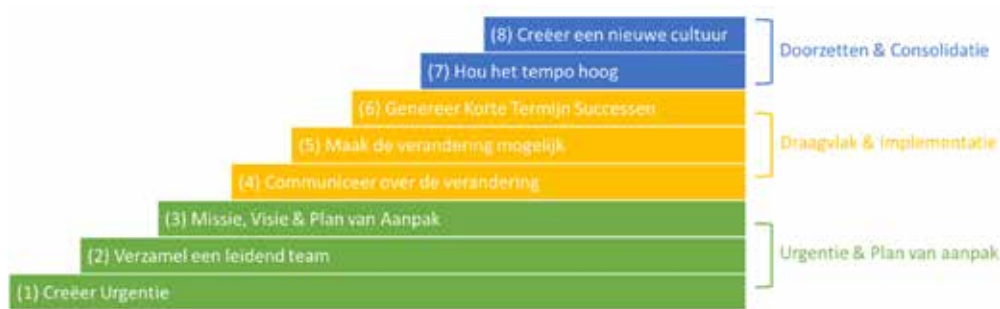 (8) Creëer een nieuwe cultuur
(7) Hou het tempo hoog
Doorzetten & Consolidatie
(6) Genereer Korte Termijn Successen
(5) Maak de verandering mogelijk
(4) Communiceer over de verandering
Draagvlak & Implementatie
(3) Missie, Visie & Plan van Aanpak
(2) Verzamel een leidend team
(1) Creëer Urgentie
Urgentie & Plan van aanpak